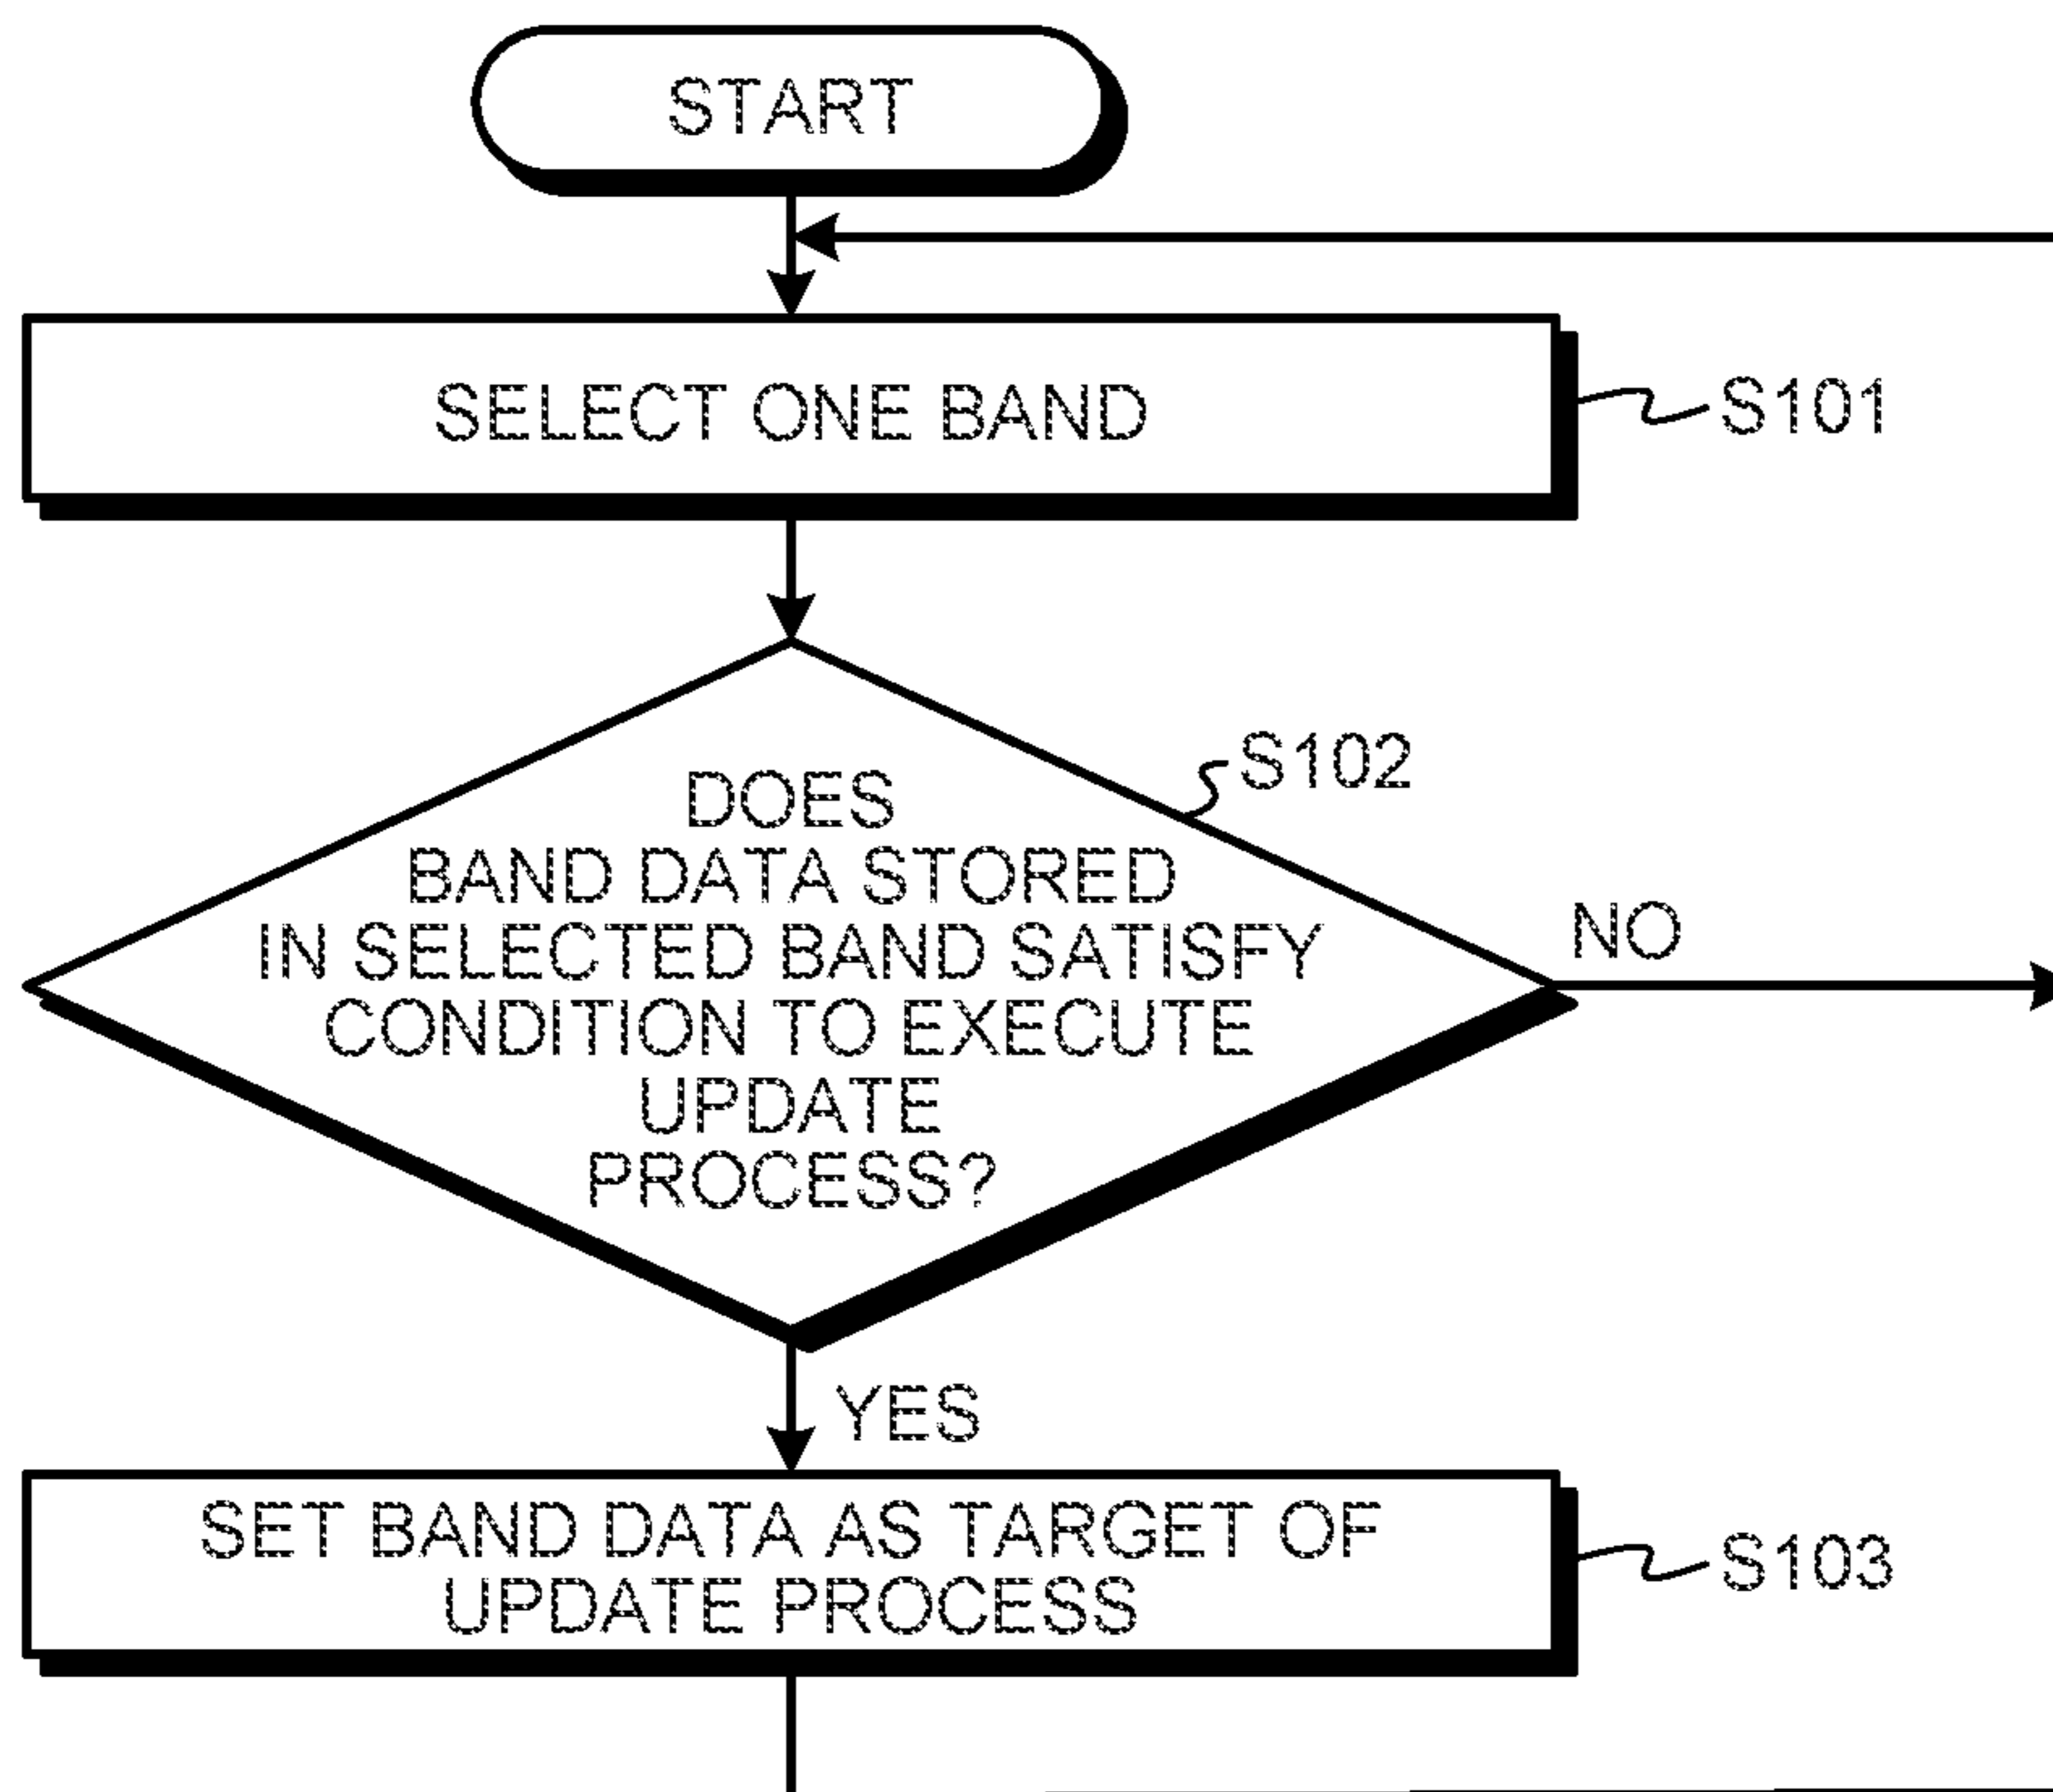 START
SELECT ONE BAND
S101
S102
DOES
BAND DATA STORED
IN SELECTED BAND SATISFY
CONDITION TO EXECUTE
UPDATE
PROCESS?
NO
YES
SET BAND DATA AS TARGET OF
UPDATE PROCESS
S103